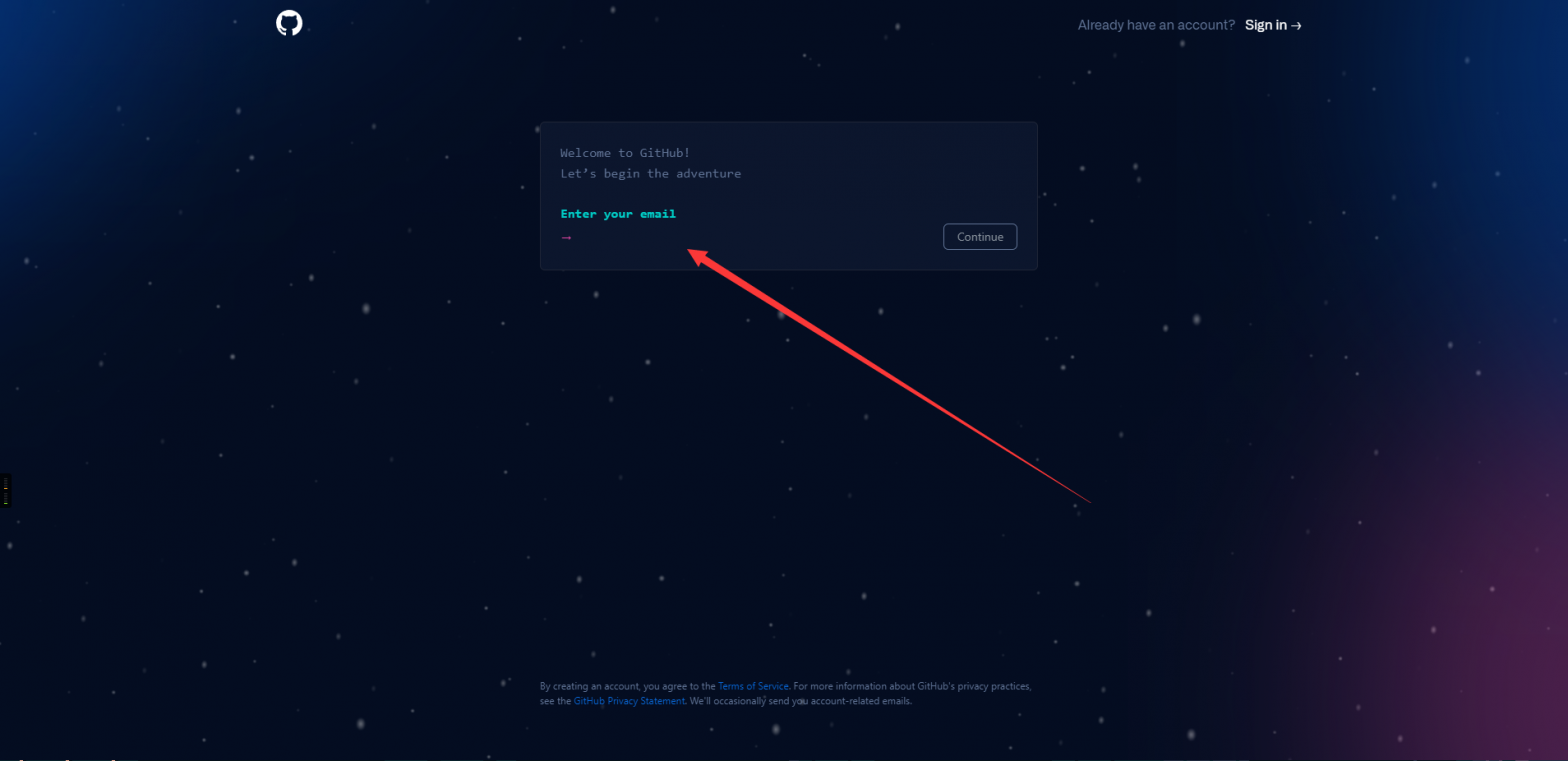 Already have an account? Sign in →
Welcome to GitHub!
Let’s begin the adventure
Enter your email
→
Continue
By creating an account, you agree to the Terms of Service. For more information about GitHub's privacy practices,
see the GitHub Privacy Statement. We'll occasionally send you account-related emails.